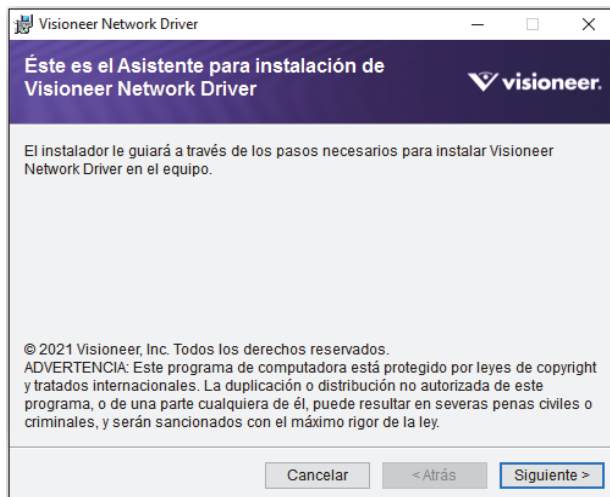 Visioneer Network Driver
Éste es el Asistente para instalación de
Visioneer Network Driver
visioneer.
El instalador le guiará a través de los pasos necesarios para instalar Visioneer
Network Driver en el equipo.
© 2021 Visioneer, Inc. Todos los derechos reservados.
ADVERTENCIA: Este programa de computadora está protegido por leyes de copyright
y tratados internacionales. La duplicación o distribución no autorizada de este
programa, o de una parte cualquiera de él, puede resultar en severas penas civiles o
criminales, y serán sancionados con el máximo rigor de la ley.
Cancelar
< Atrás
Siguiente >